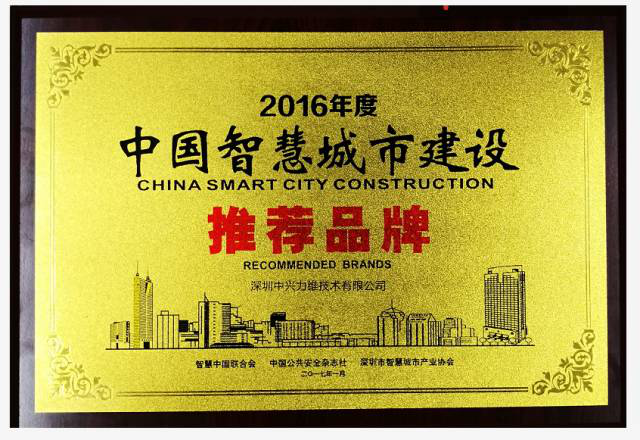 2016年度
中国智慧城市建设
CHINA SMART CITY CONSTRUCTION
推荐品牌
RECOMMENDED BRANDS
深圳中兴力维技术有限公司
智慧中国联合会 中国公共安全杂志社 深圳市智慧城市产业协会
二〇一七年一月